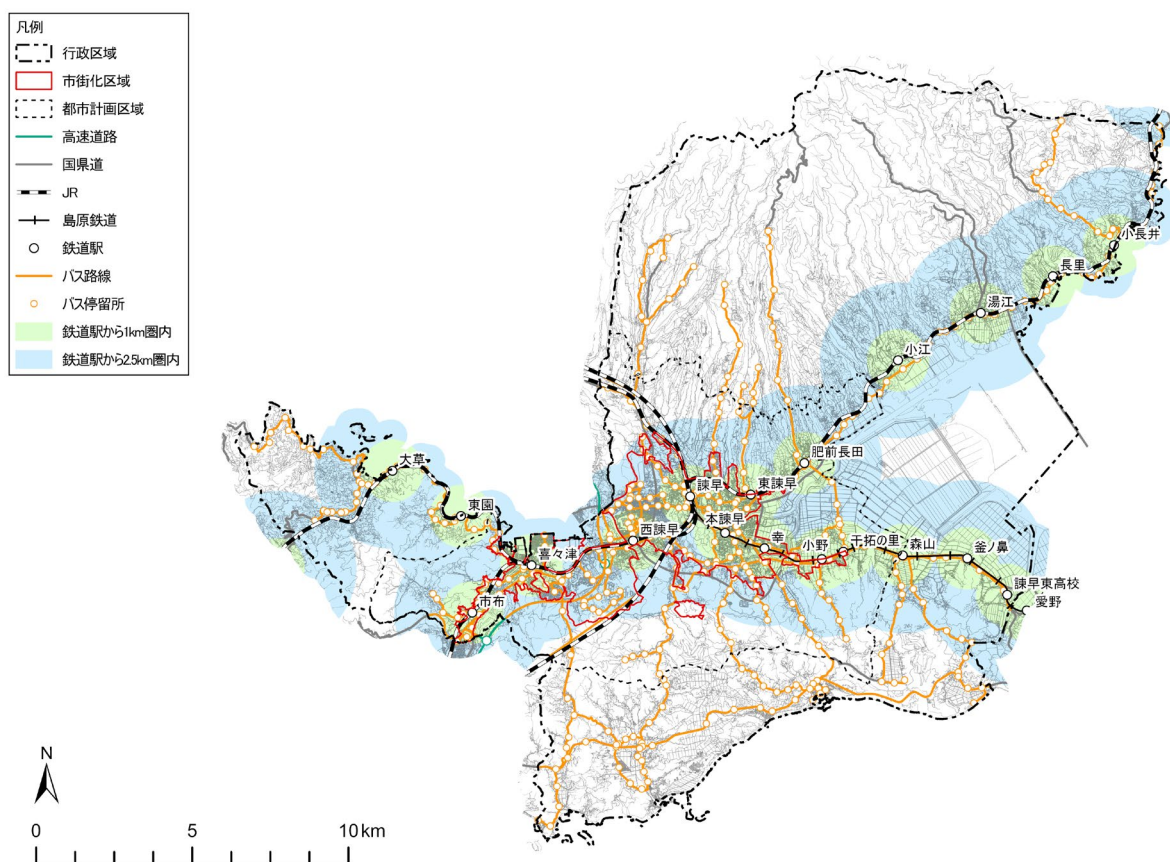 凡例
行政区域
市街化区域
都市計画区域
高速道路
国県道
JR
島原鉄道
鉄道駅
バス路線
バス停留所
鉄道駅から1km圏内
鉄道駅から2.5km圏内
小長井
長里
湯江
小江
肥前長田
大草
東園
諫早
東諫早
西諫早
本諫早
幸
小野
干拓の里
森山
釜ノ鼻
喜々津
諫早東高校
愛野
市布
N
0 5 10km